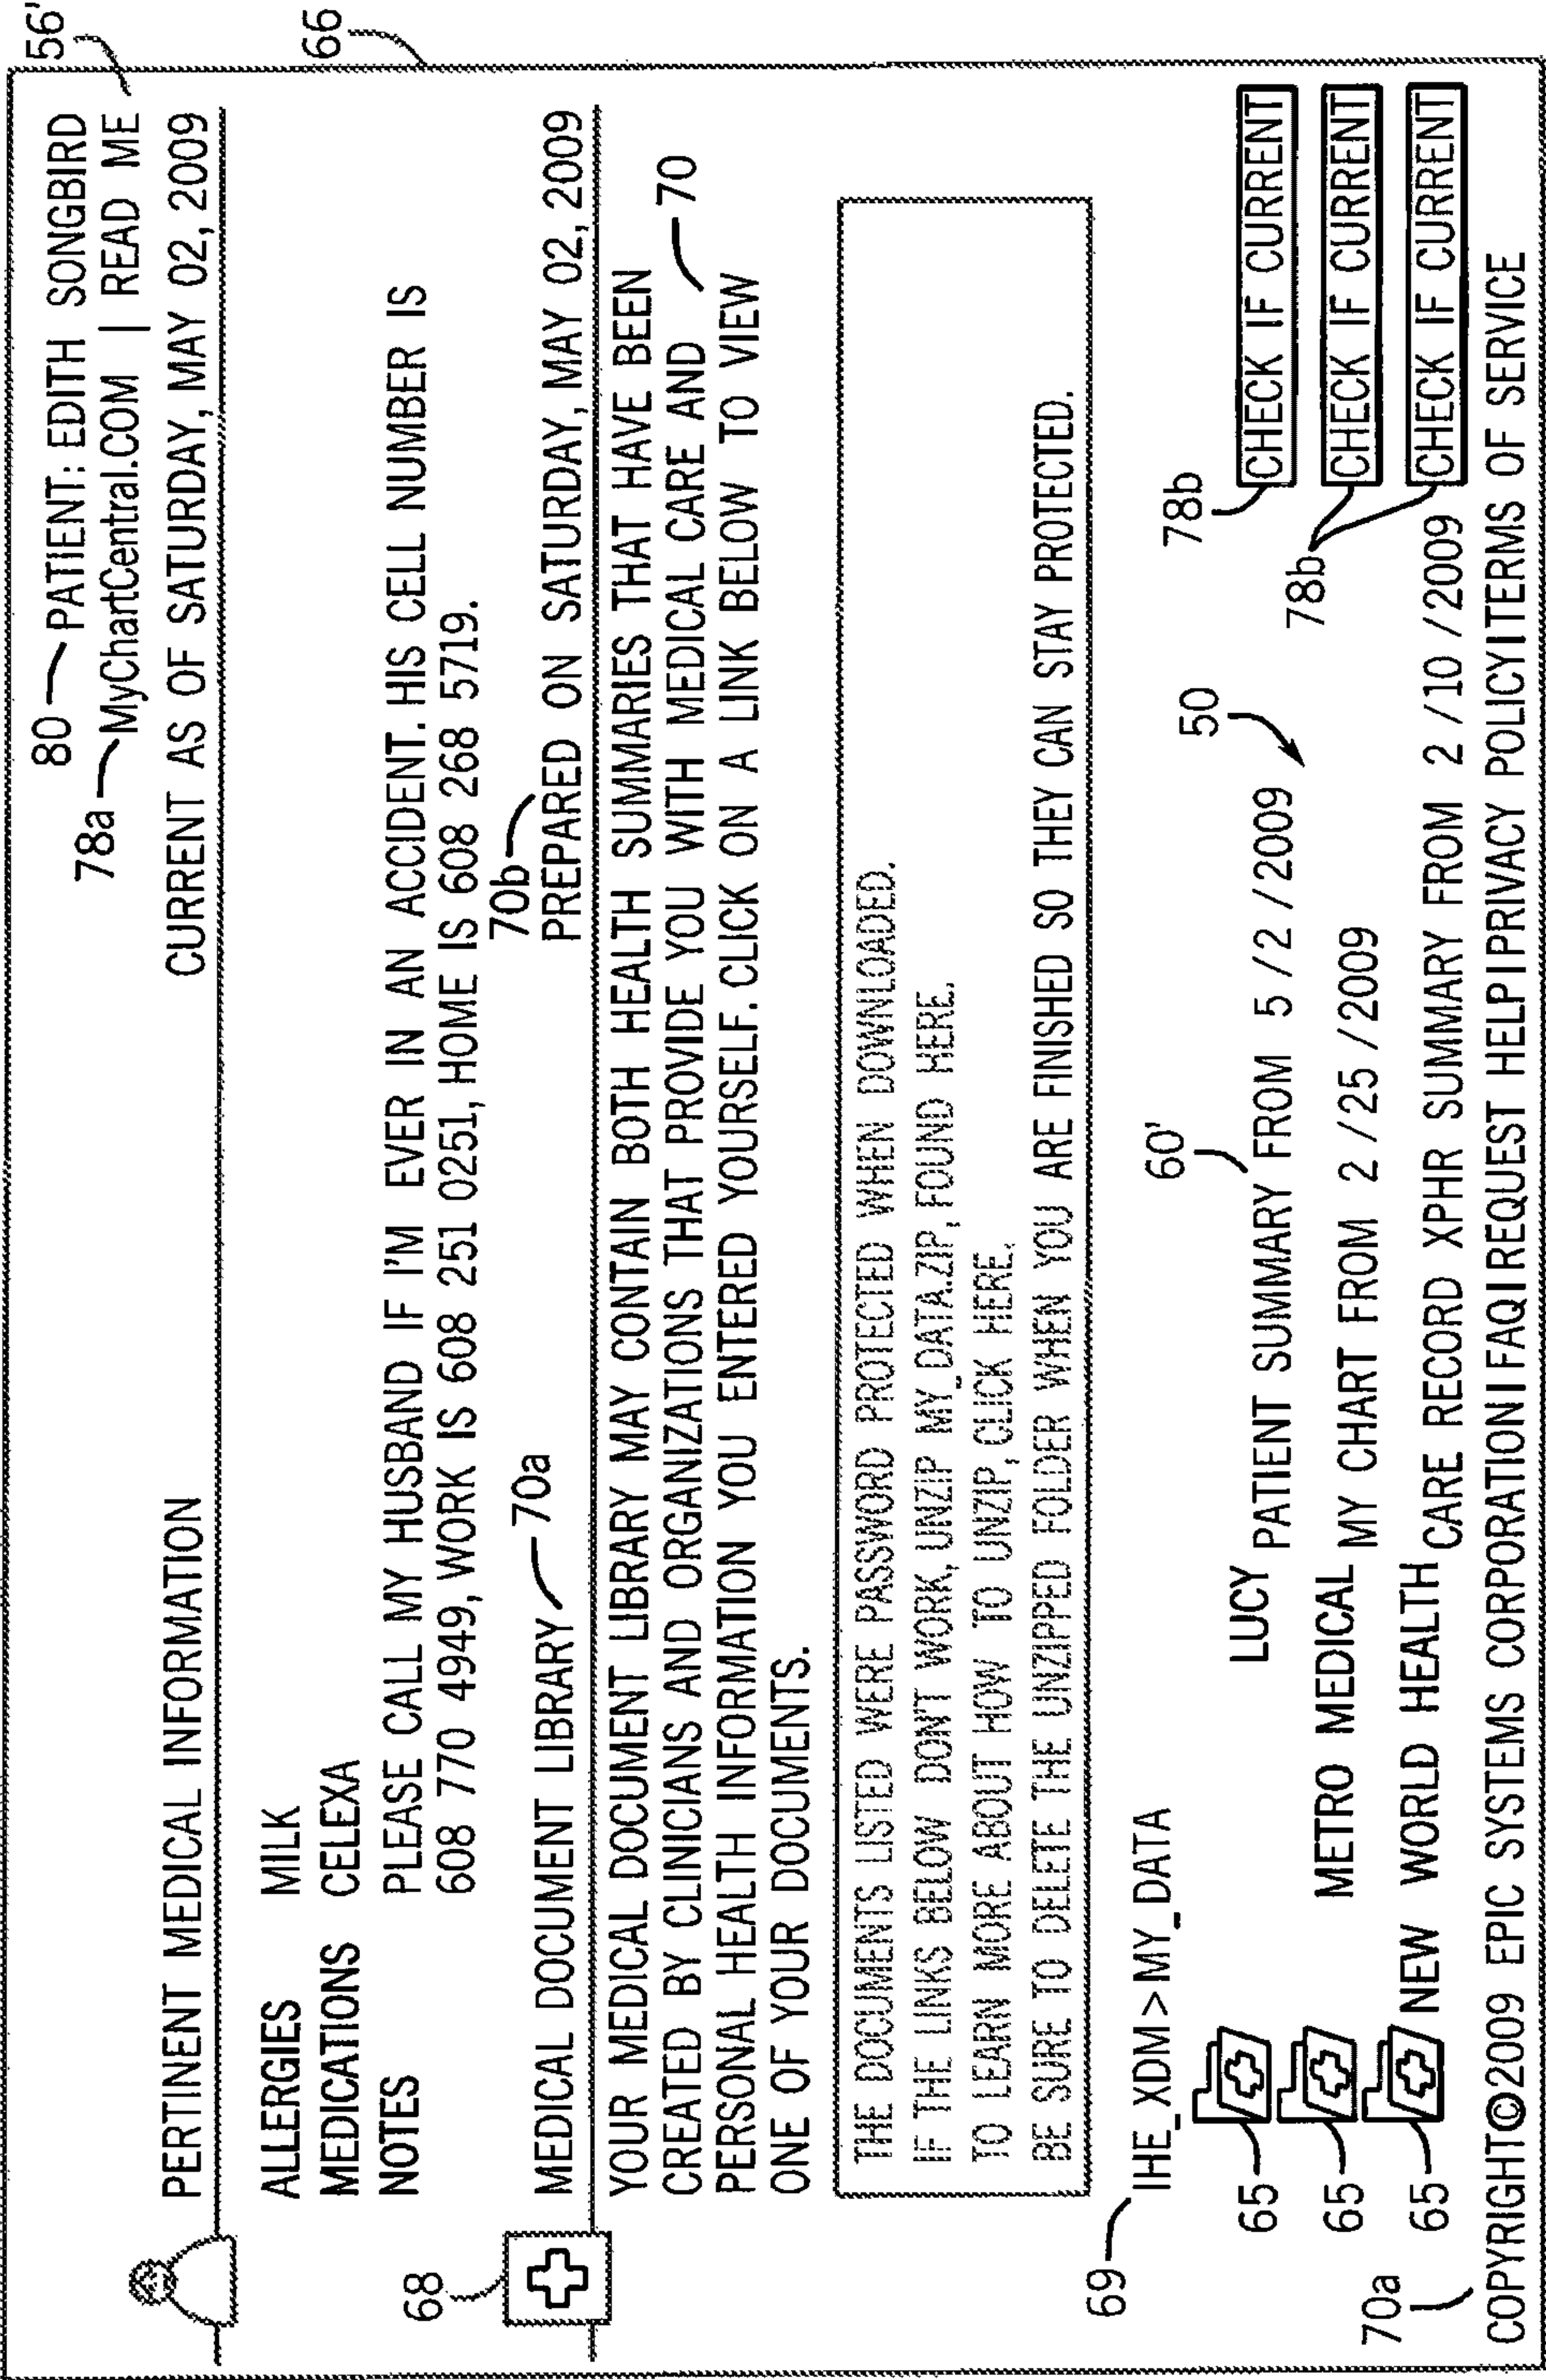 56'
80
PATIENT: EDITH SONGBIRD
78a
MyChartCentral.COM | READ ME
66
PERTINENT MEDICAL INFORMATION
CURRENT AS OF SATURDAY, MAY 02, 2009
ALLERGIES MILK
MEDICATIONS CELEXA
NOTES PLEASE CALL MY HUSBAND IF I'M EVER IN AN ACCIDENT. HIS CELL NUMBER IS
608 770 4949, WORK IS 608 251 0251, HOME IS 608 268 5719.
68
70a
70b
MEDICAL DOCUMENT LIBRARY PREPARED ON SATURDAY, MAY 02, 2009
YOUR MEDICAL DOCUMENT LIBRARY MAY CONTAIN BOTH HEALTH SUMMARIES THAT HAVE BEEN
CREATED BY CLINICIANS AND ORGANIZATIONS THAT PROVIDE YOU WITH MEDICAL CARE AND
70
PERSONAL HEALTH INFORMATION YOU ENTERED YOURSELF. CLICK ON A LINK BELOW TO VIEW
ONE OF YOUR DOCUMENTS.
THE DOCUMENTS LISTED WERE PASSWORD PROTECTED WHEN DOWNLOADED.
IF THE LINKS BELOW DON'T WORK, UNZIP MY_DATA.ZIP, FOUND HERE.
TO LEARN MORE ABOUT HOW TO UNZIP, CLICK HERE.
BE SURE TO DELETE THE UNZIPPED FOLDER WHEN YOU ARE FINISHED SO THEY CAN STAY PROTECTED.
69
IHE_XDM>MY_DATA
60'
50
78b
65
LUCY PATIENT SUMMARY FROM 5/2/2009 CHECK IF CURRENT
65
METRO MEDICAL MY CHART FROM 2/25/2009 CHECK IF CURRENT
78b
65
NEW WORLD HEALTH CARE RECORD XPHR SUMMARY FROM 2/10/2009 CHECK IF CURRENT
70a
COPYRIGHT©2009 EPIC SYSTEMS CORPORATION|FAQ|REQUEST HELP|PRIVACY POLICY|TERMS OF SERVICE